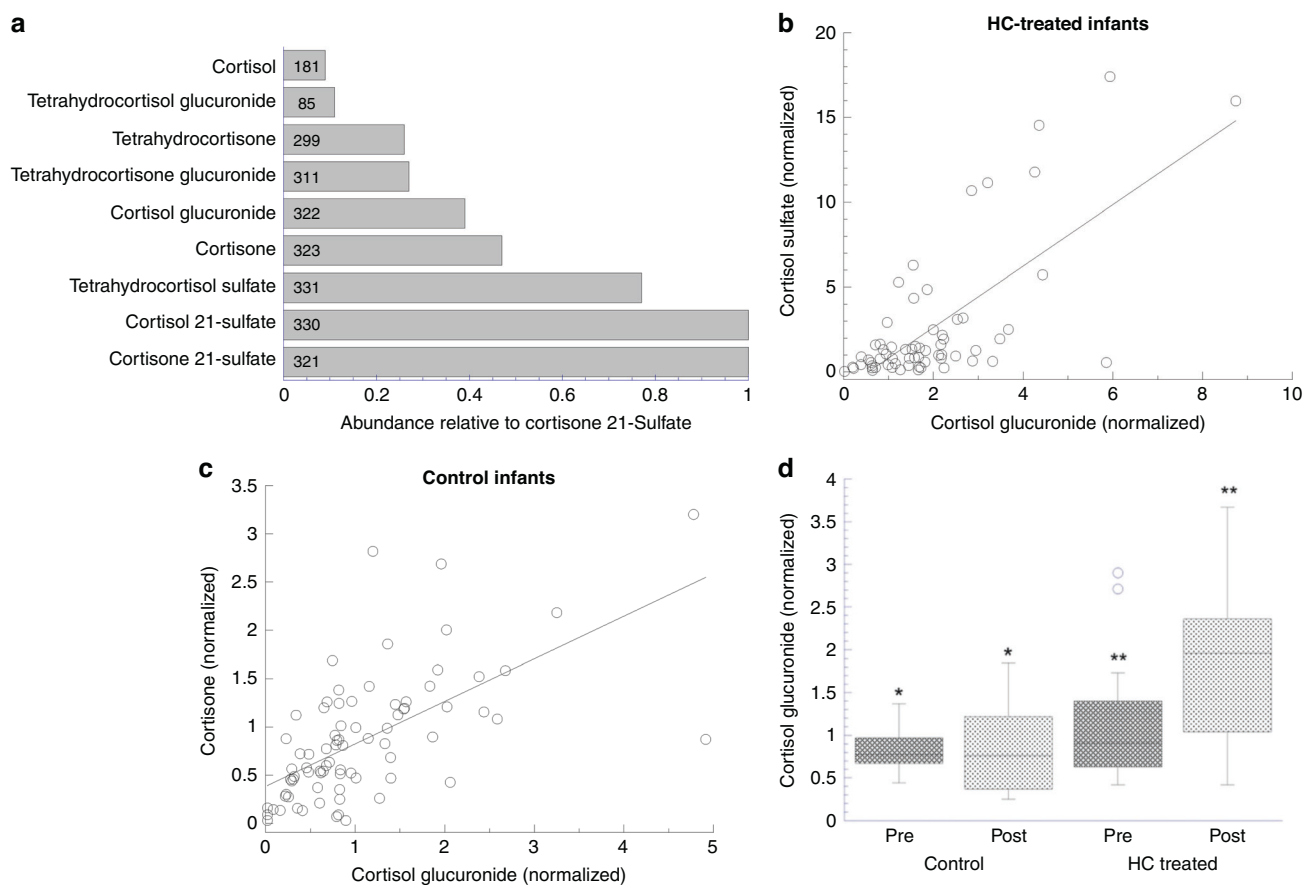 a
Cortisol 181
Tetrahydrocortisol glucuronide 85
Tetrahydrocortisone 299
Tetrahydrocortisone glucuronide 311
Cortisol glucuronide 322
Cortisone 323
Tetrahydrocortisol sulfate 331
Cortisol 21-sulfate 330
Cortisone 21-sulfate 321
0 0.2 0.4 0.6 0.8 1
Abundance relative to cortisone 21-Sulfate
b
HC-treated infants
20
15
10
5
0
Cortisol sulfate (normalized)
0 2 4 6 8 10
Cortisol glucuronide (normalized)
c
Control infants
3.5
3
2.5
2
1.5
1
0.5
0
Cortisone (normalized)
0 1 2 3 4 5
Cortisol glucuronide (normalized)
d
4
3.5
3
2.5
2
1.5
1
0.5
0
Cortisol glucuronide (normalized)
* * ** **
Pre Post Pre Post
Control HC treated